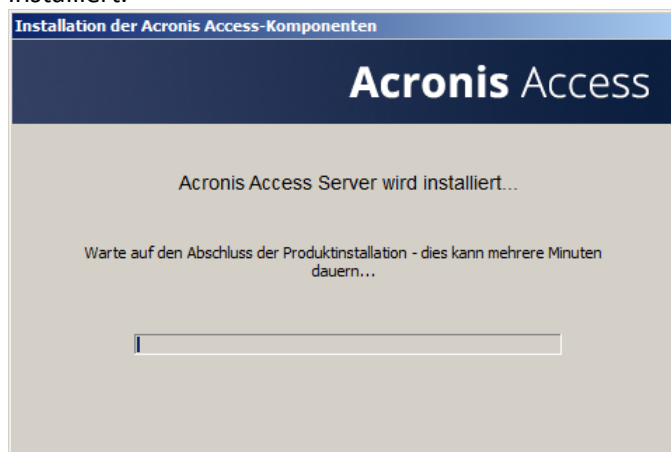 installiert.
Installation der Acronis Access-Komponenten
Acronis Access
Acronis Access Server wird installiert...
Warte auf den Abschluss der Produktinstallation - dies kann mehrere Minuten
dauern...